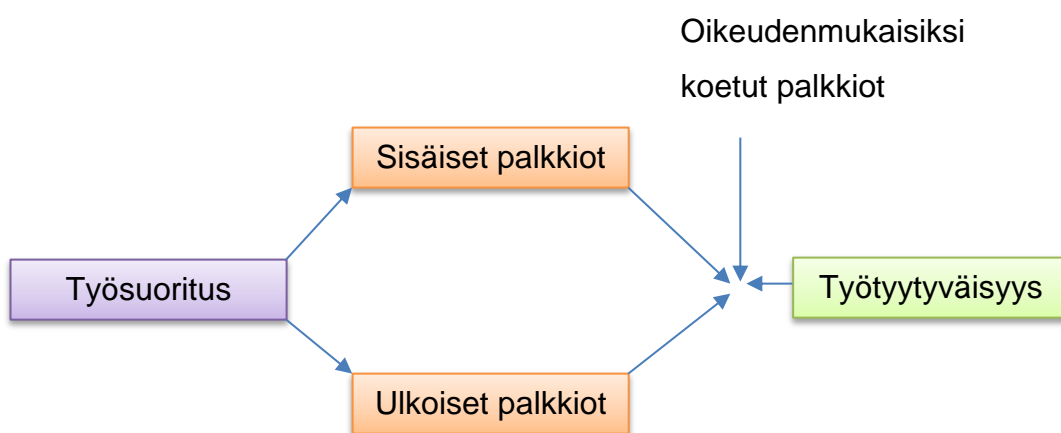 Oikeudenmukaisiksi
koetut palkkiot
Sisäiset palkkiot
Työsuoritus
Työtyytyväisyys
Ulkoiset palkkiot